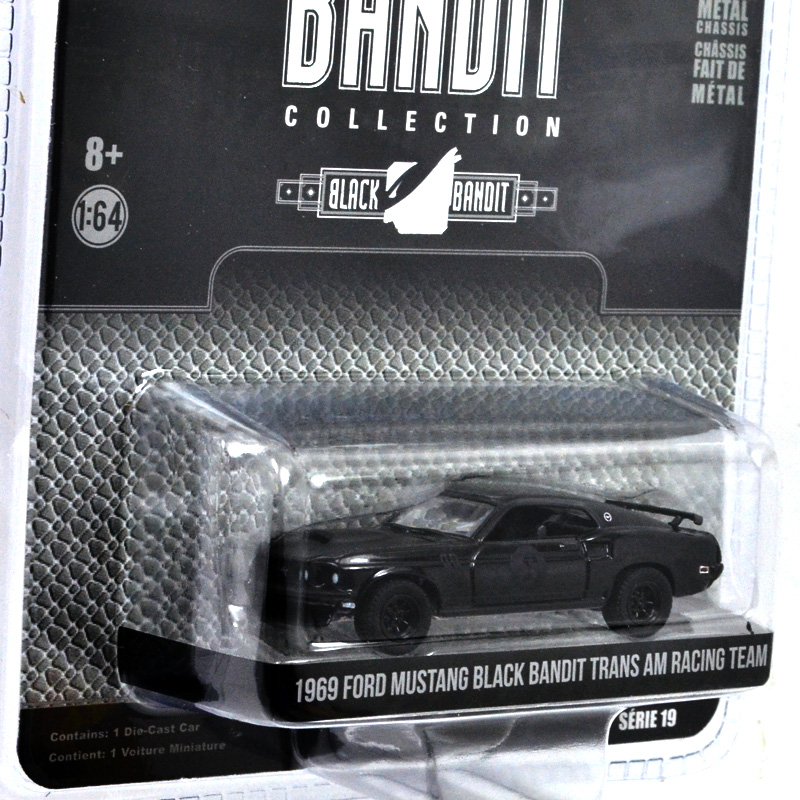 BANDIT
COLLECTION
METAL
CHASSIS
CHÂSSIS
FAIT DE
MÉTAL
8+
1:64
BLACK BANDIT
1969 FORD MUSTANG BLACK BANDIT TRANS AM RACING TEAM
SÉRIE 19
Contains: 1 Die-Cast Car
Contient: 1 Voiture Miniature